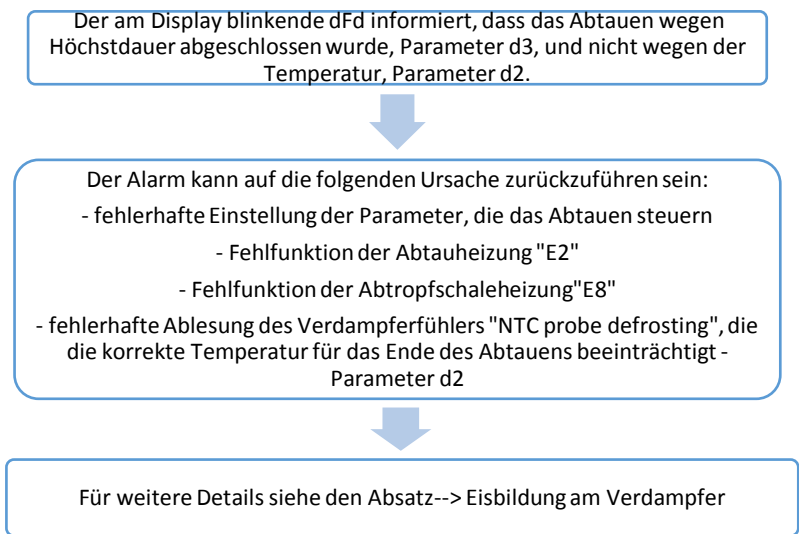 Der am Display blinkende dFd informiert, dass das Abtauen wegen
Höchstdauer abgeschlossen wurde, Parameter d3, und nicht wegen der
Temperatur, Parameter d2.
Der Alarm kann auf die folgenden Ursache zurückzuführen sein:
- fehlerhafte Einstellung der Parameter, die das Abtauen steuern
- Fehlfunktion der Abtauheizung "E2"
- Fehlfunktion der Abtropfschaleheizung"E8"
- fehlerhafte Ablesung des Verdampferfühlers "NTC probe defrosting", die
die korrekte Temperatur für das Ende des Abtauens beeinträchtigt -
Parameter d2
Für weitere Details siehe den Absatz--> Eisbildung am Verdampfer